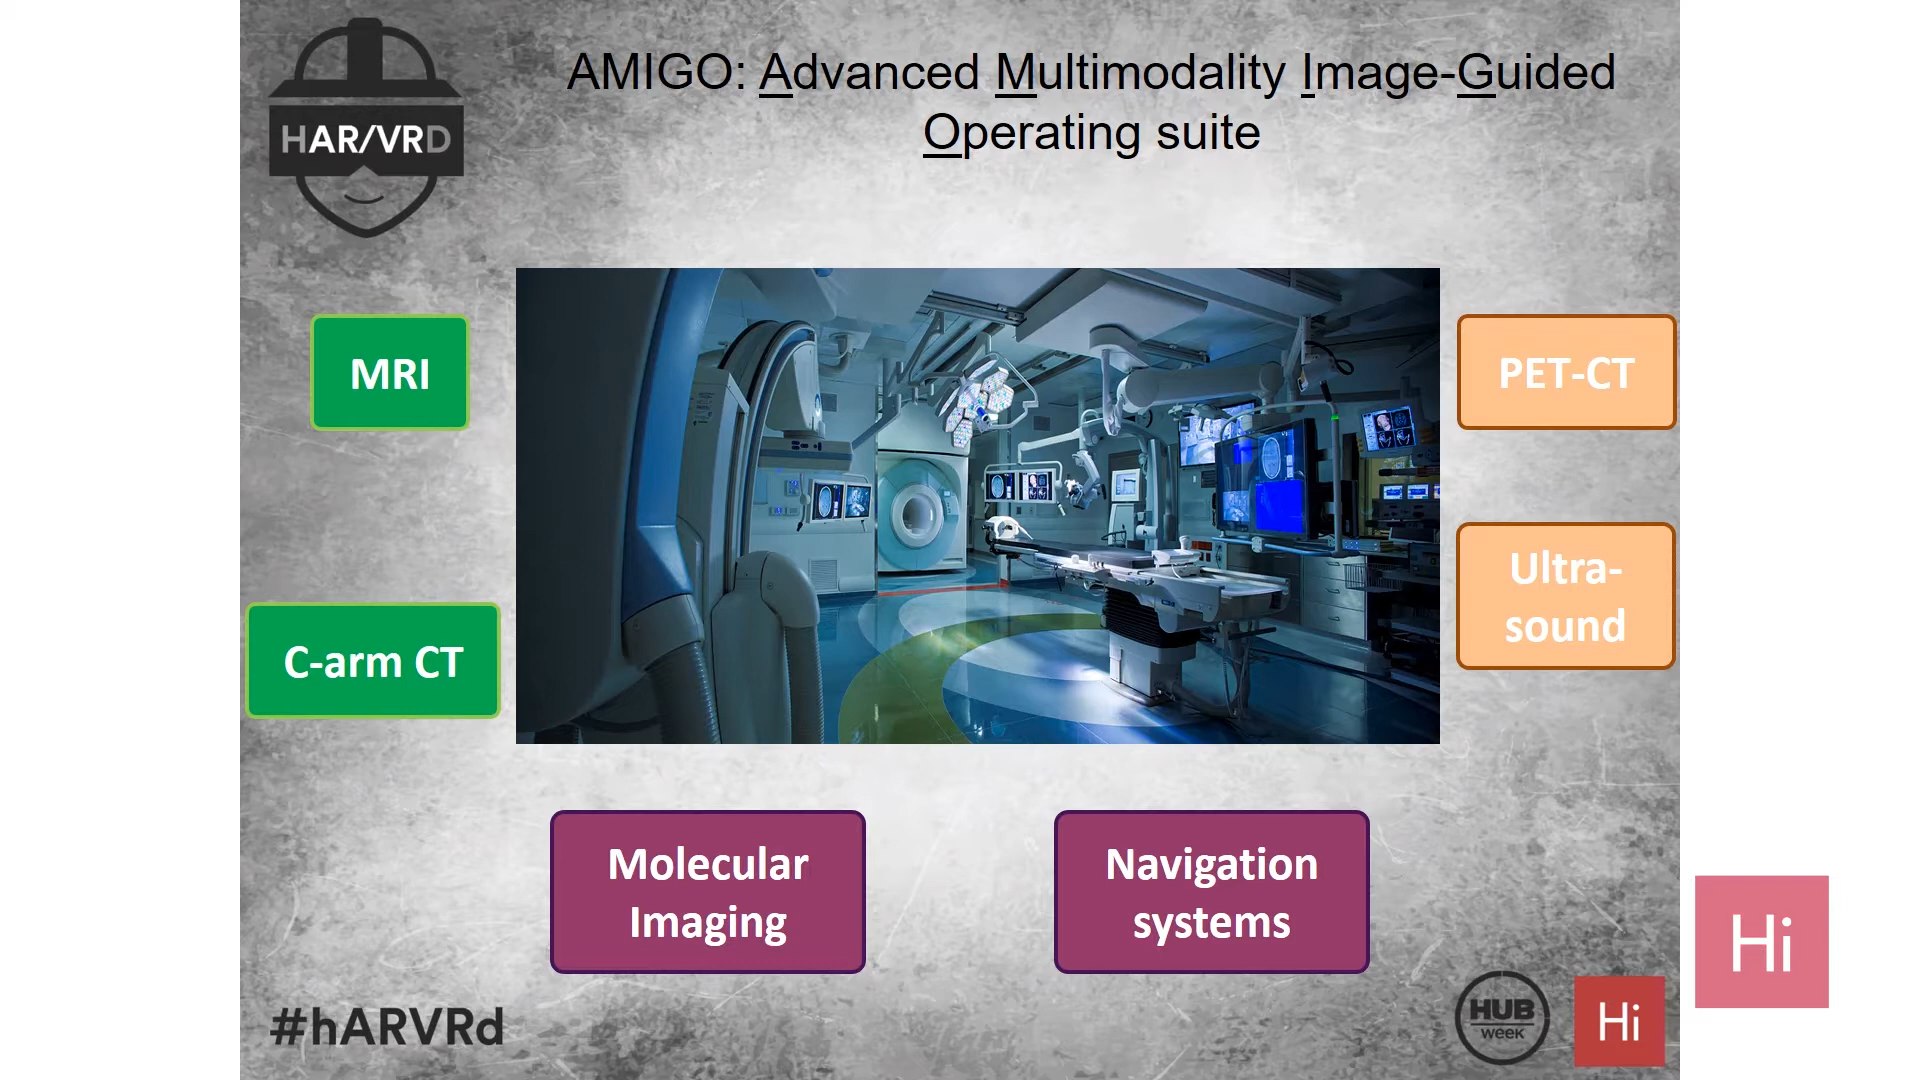 HAR/VRD
AMIGO: Advanced Multimodality Image-Guided
Operating suite
MRI
PET-CT
C-arm CT
Ultra-
sound
Molecular
Imaging
Navigation
systems
#hARVRd
HUB
WEEK
Hi
Hi